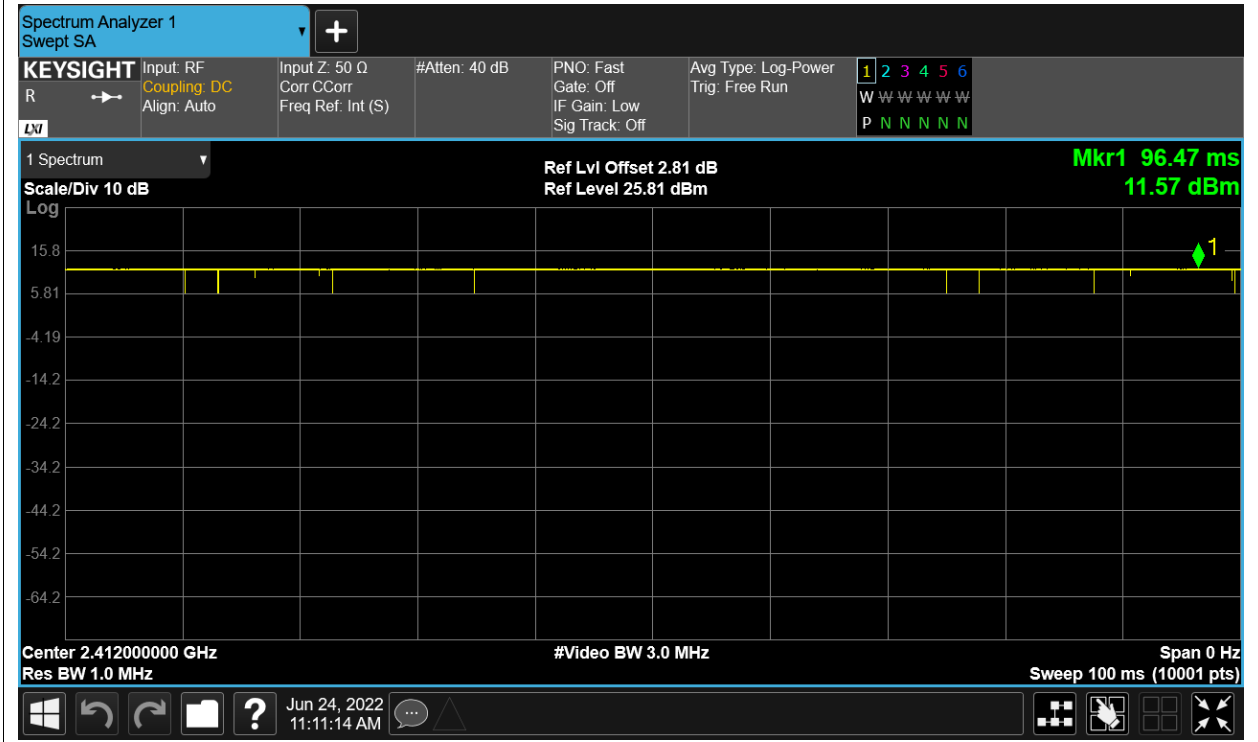 Spectrum Analyzer 1
Swept SA
KEYSIGHT
R
LXI
Input: RF
Coupling: DC
Align: Auto
Input Z: 50 Ω
Corr CCorr
Freq Ref: Int (S)
#Atten: 40 dB
PNO: Fast
Gate: Off
IF Gain: Low
Sig Track: Off
Avg Type: Log-Power
Trig: Free Run
1 2 3 4 5 6
W W W W W W
P N N N N N
1 Spectrum
Scale/Div 10 dB
Log
Ref Lvl Offset 2.81 dB
Ref Level 25.81 dBm
Mkr1 96.47 ms
11.57 dBm
1
15.8
5.81
-4.19
-14.2
-24.2
-34.2
-44.2
-54.2
-64.2
Center 2.412000000 GHz
Res BW 1.0 MHz
#Video BW 3.0 MHz
Span 0 Hz
Sweep 100 ms (10001 pts)
?
Jun 24, 2022
11:11:14 AM